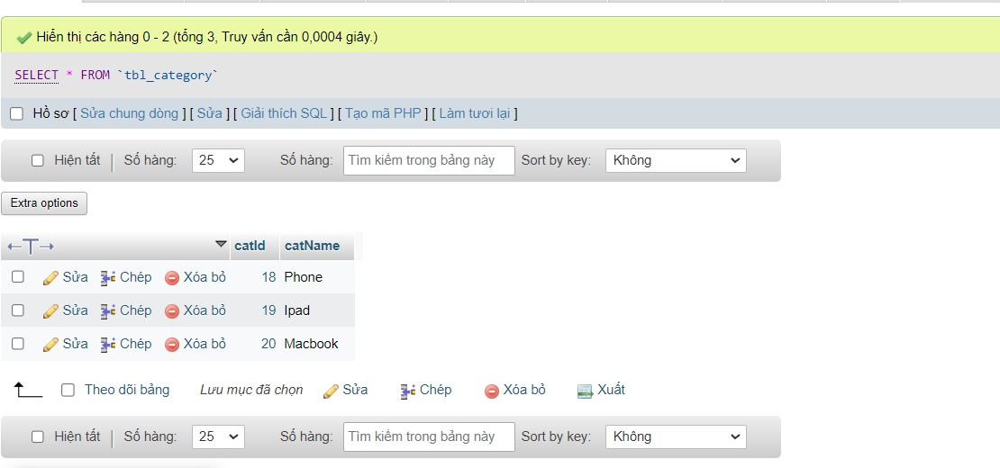 Hiển thị các hàng 0 - 2 (tổng 3, Truy vấn cần 0,0004 giây.)
SELECT * FROM `tbl_category`
Hồ sơ [ Sửa chung dòng ] [ Sửa ] [ Giải thích SQL ] [ Tạo mã PHP ] [ Làm tươi lại ]
Hiện tất | Số hàng: 25 Số hàng: Tìm kiếm trong bảng này Sort by key: Không
Extra options
catId catName
Sửa Chép Xóa bỏ 18 Phone
Sửa Chép Xóa bỏ 19 Ipad
Sửa Chép Xóa bỏ 20 Macbook
Theo dõi bảng Lưu mục đã chọn Sửa Chép Xóa bỏ Xuất
Hiện tất | Số hàng: 25 Số hàng: Tìm kiếm trong bảng này Sort by key: Không